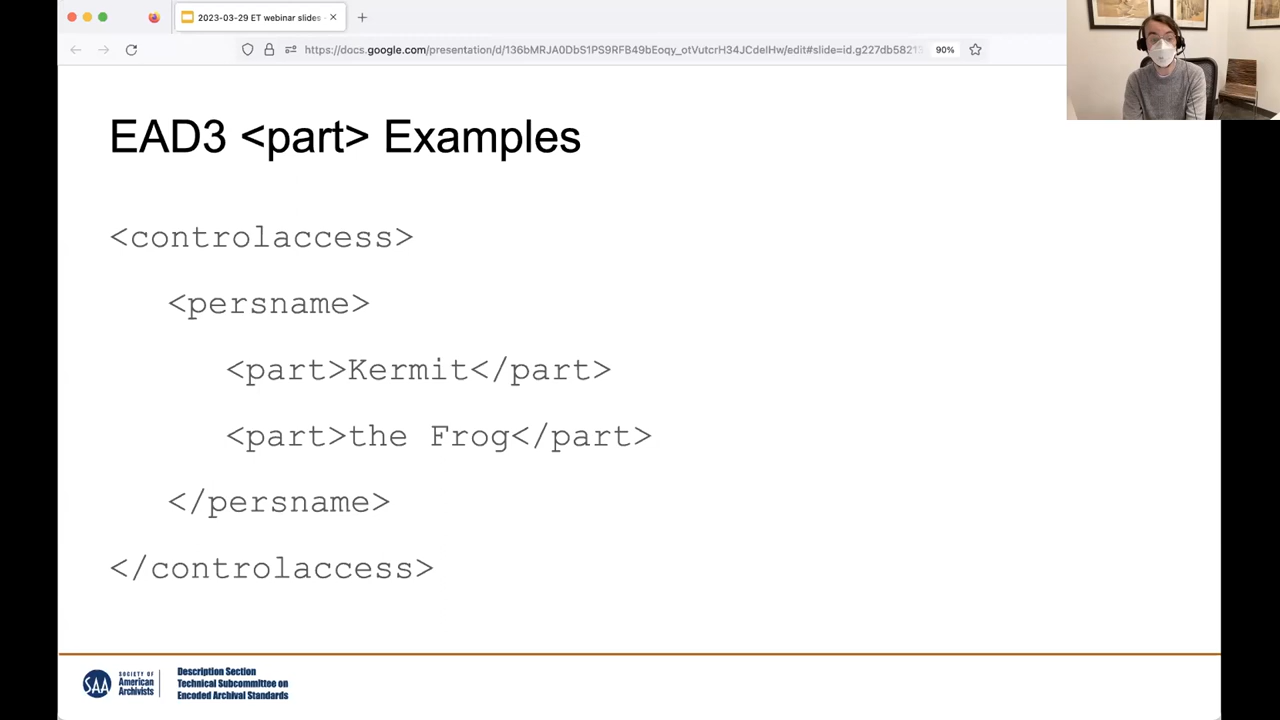 2023-03-29 ET webinar slides
https://docs.google.com/presentation/d/136bMRJA0DbS1PS9RFB49bEoqy_otVutcrH34JCdelHw/edit#slide=id.g227db58213
90%
EAD3 <part> Examples
<controlaccess>
<persname>
<part>Kermit</part>
<part>the Frog</part>
</persname>
</controlaccess>
SAA
SOCIETY OF
American
Archivists
Description Section
Technical Subcommittee on
Encoded Archival Standards